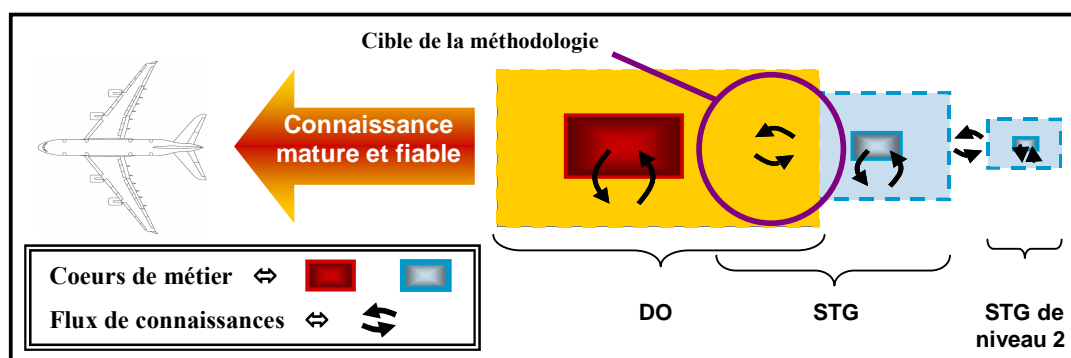 Cible de la méthodologie
Connaissance
mature et fiable
Coeurs de métier ⇔
Flux de connaissances ⇔
DO
STG
STG de
niveau 2